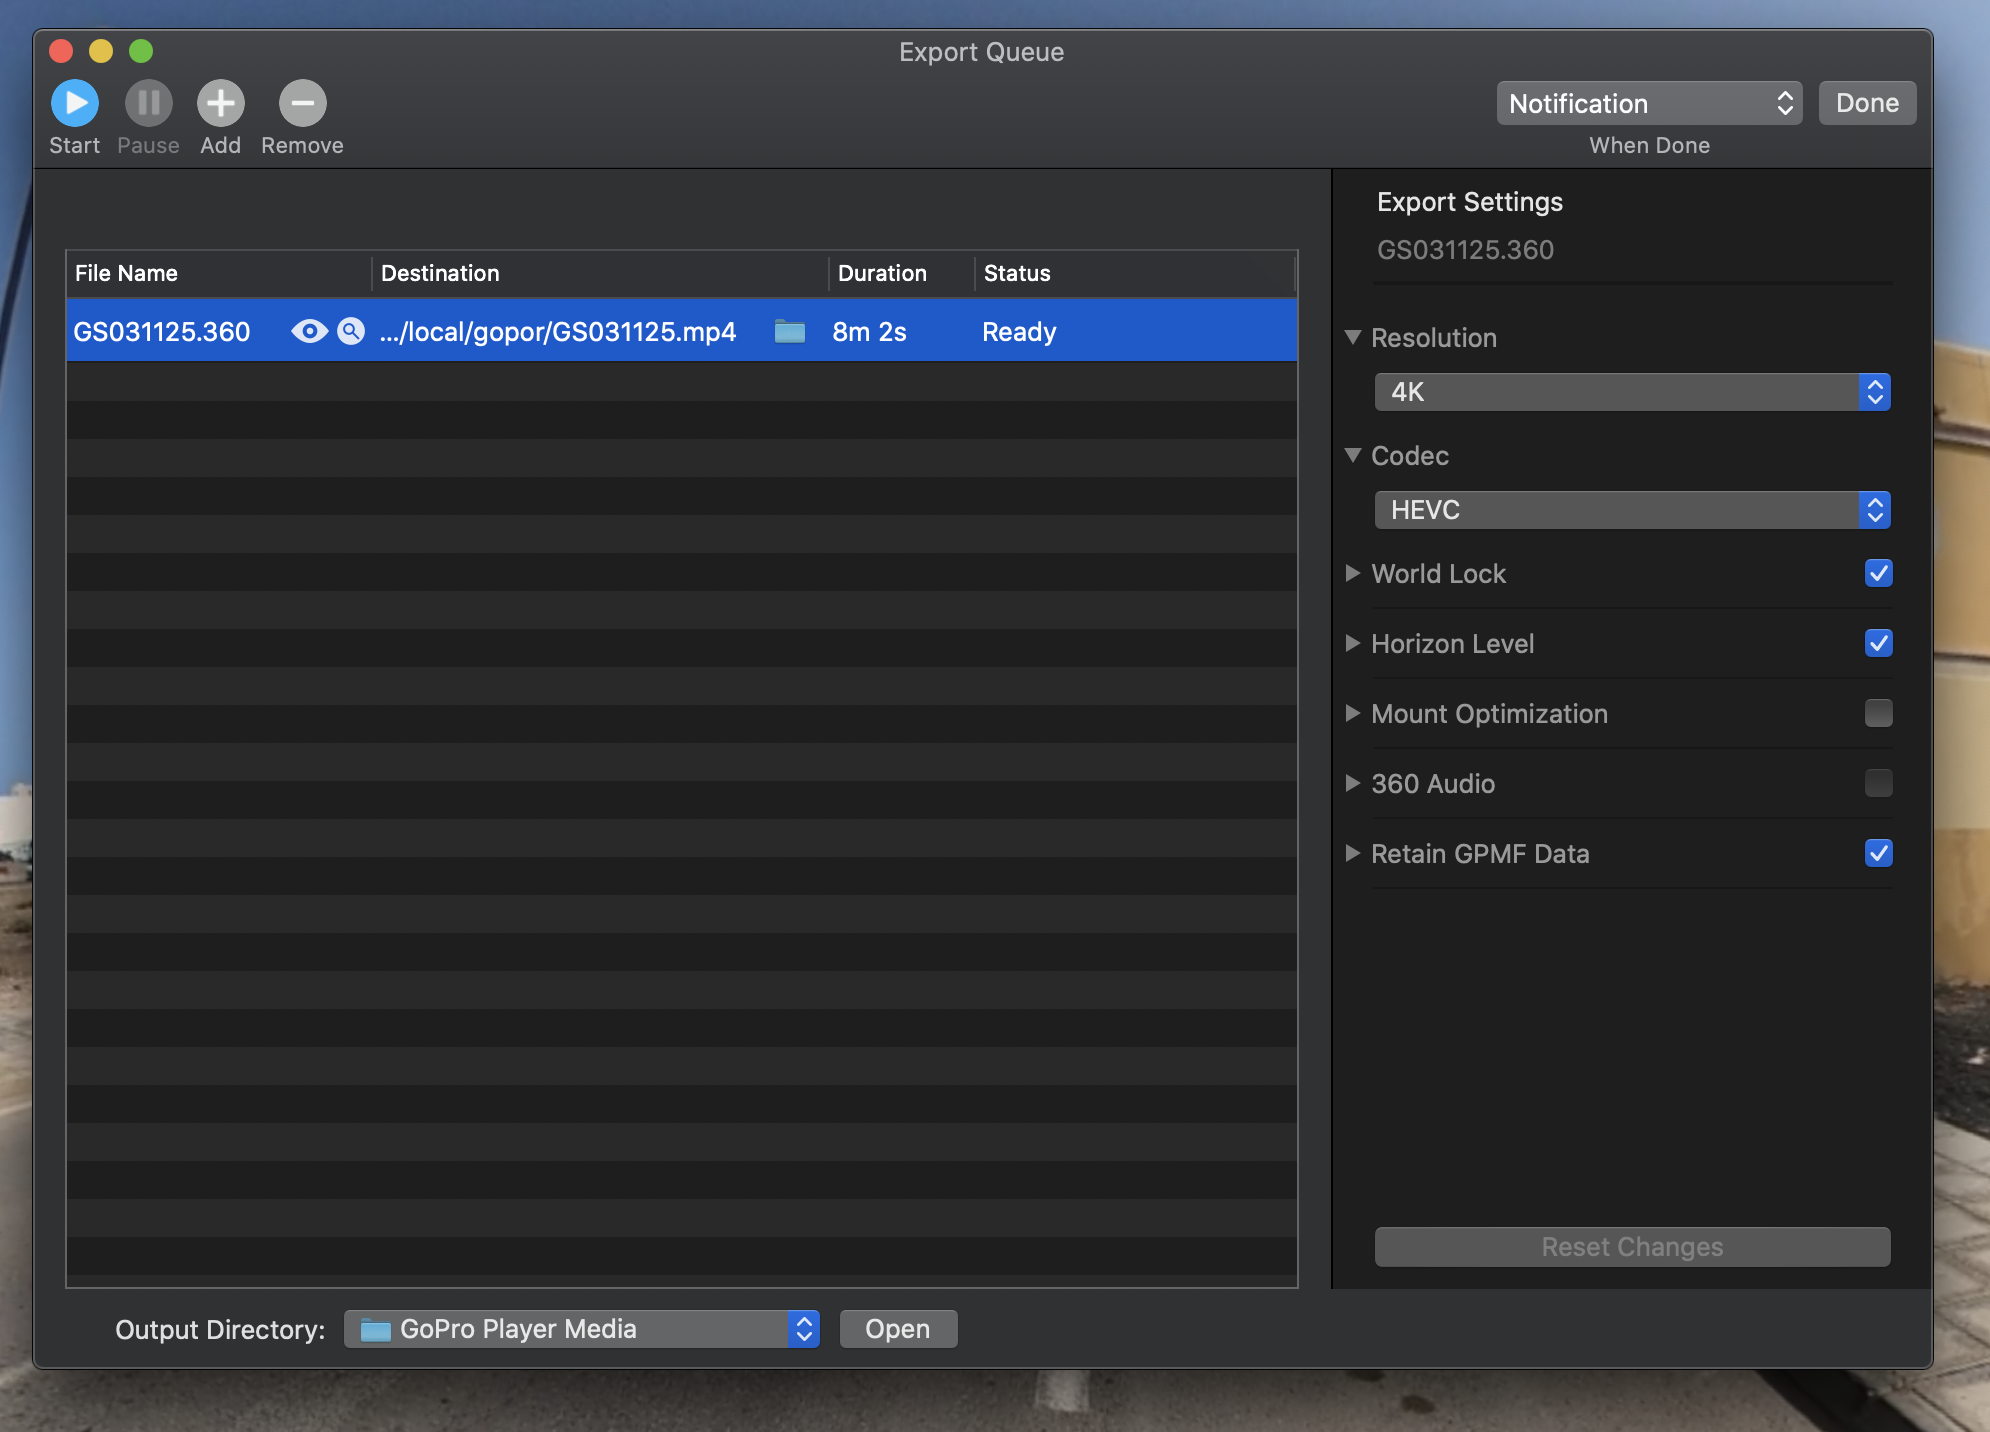 Export Queue
Start Pause Add Remove
Notification Done
When Done
Export Settings
GS031125.360
File Name Destination Duration Status
GS031125.360 .../local/gopor/GS031125.mp4 8m 2s Ready
Resolution
4K
Codec
HEVC
World Lock
Horizon Level
Mount Optimization
360 Audio
Retain GPMF Data
Reset Changes
Output Directory: GoPro Player Media Open